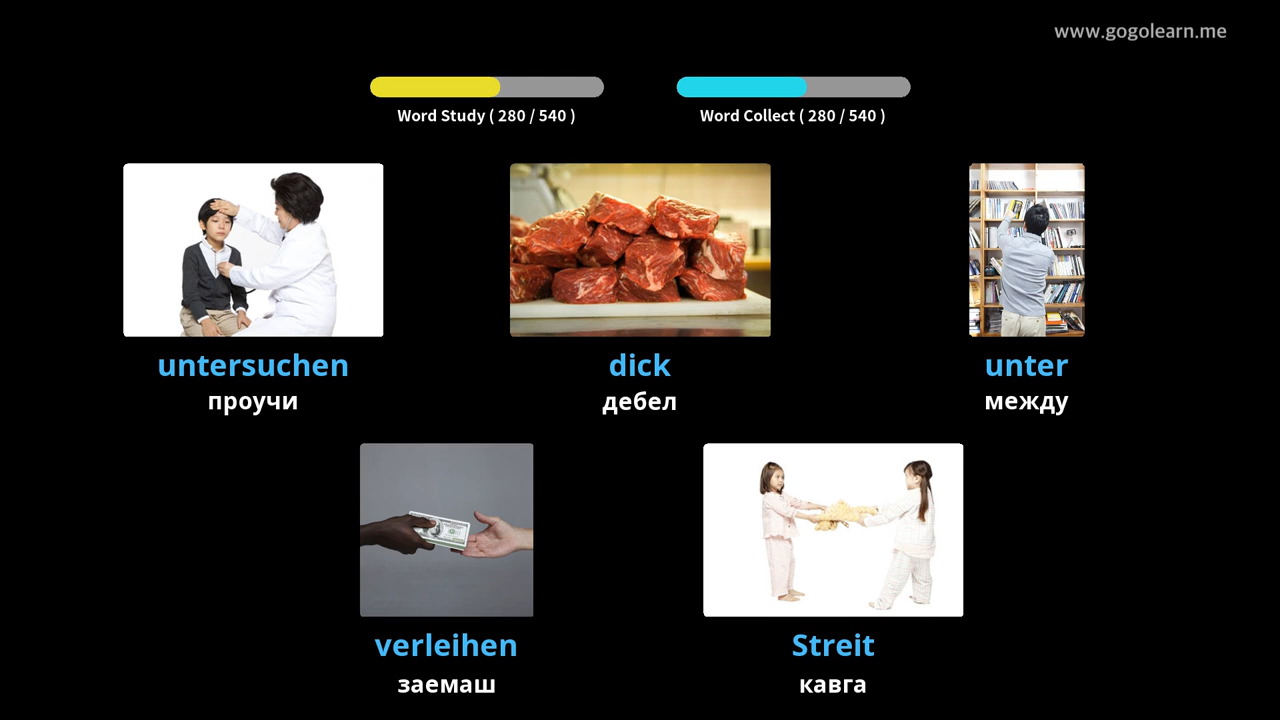 www.gogolearn.me
Word Study ( 280 / 540 )
Word Collect ( 280 / 540 )
untersuchen
проучи
dick
дебел
unter
между
verleihen
заемаш
Streit
кавга